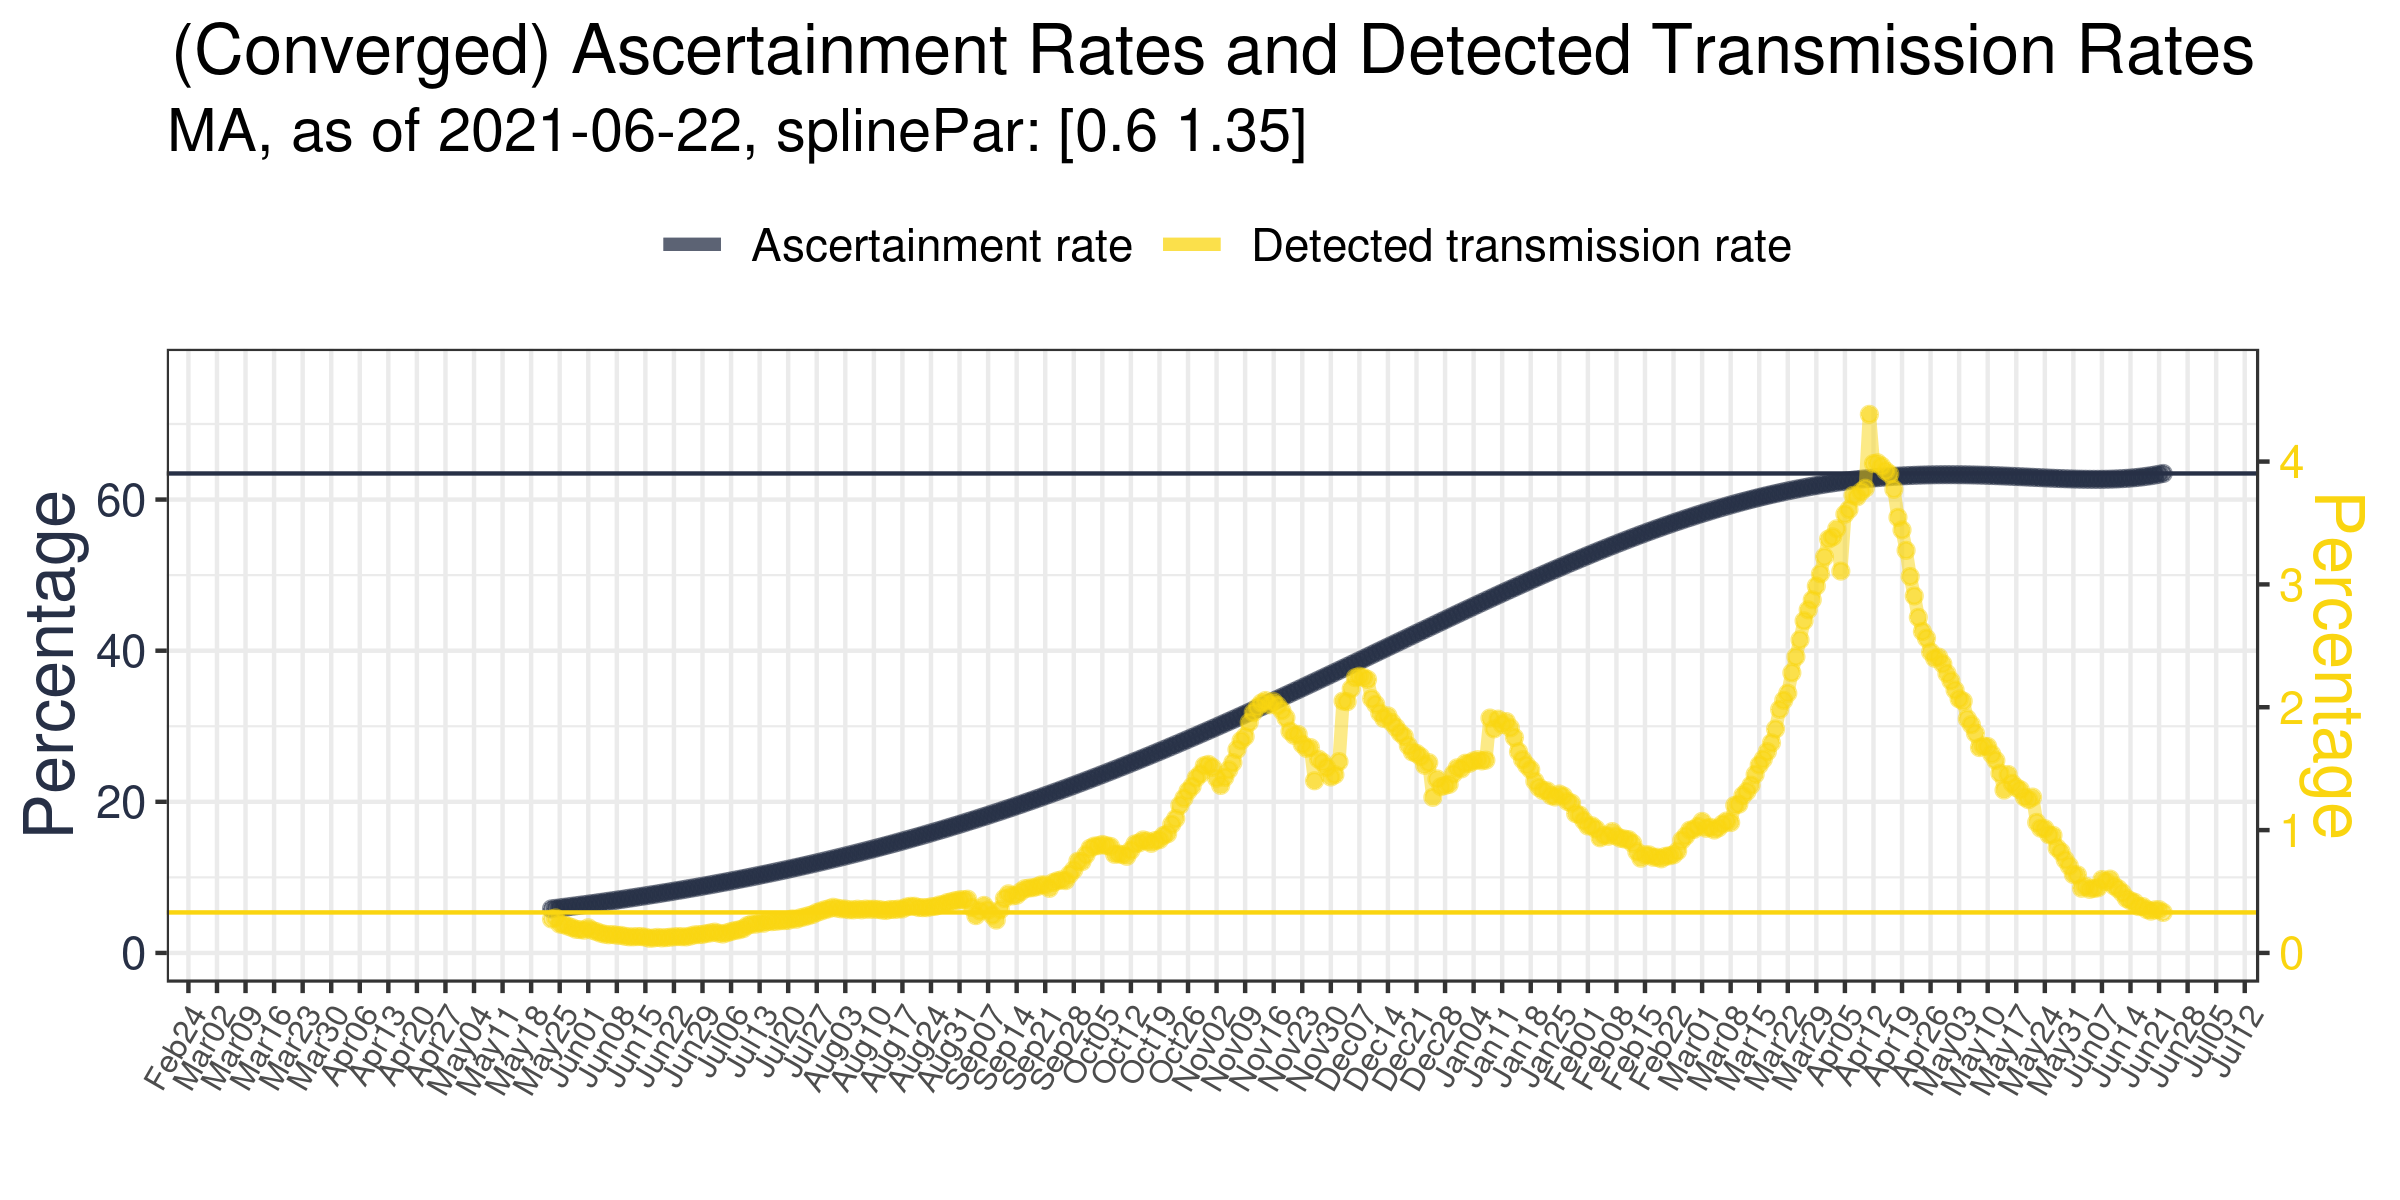 (Converged) Ascertainment Rates and Detected Transmission Rates
MA, as of 2021-06-22, splinePar: [0.6 1.35]
Ascertainment rate
Detected transmission rate
Percentage
60
40
20
0
4
3
2
1
0
Percentage
Feb24
Mar02
Mar09
Mar16
Mar23
Mar30
Apr06
Apr13
Apr20
Apr27
May04
May11
May18
May25
Jun01
Jun08
Jun15
Jun22
Jun29
Jul06
Jul13
Jul20
Jul27
Aug03
Aug10
Aug17
Aug24
Aug31
Sep07
Sep14
Sep21
Sep28
Oct05
Oct12
Oct19
Oct26
Nov02
Nov09
Nov16
Nov23
Nov30
Dec07
Dec14
Dec21
Dec28
Jan04
Jan11
Jan18
Jan25
Feb01
Feb08
Feb15
Feb22
Mar01
Mar08
Mar15
Mar22
Mar29
Apr05
Apr12
Apr19
Apr26
May03
May10
May17
May24
May31
Jun07
Jun14
Jun21
Jun28
Jul05
Jul12